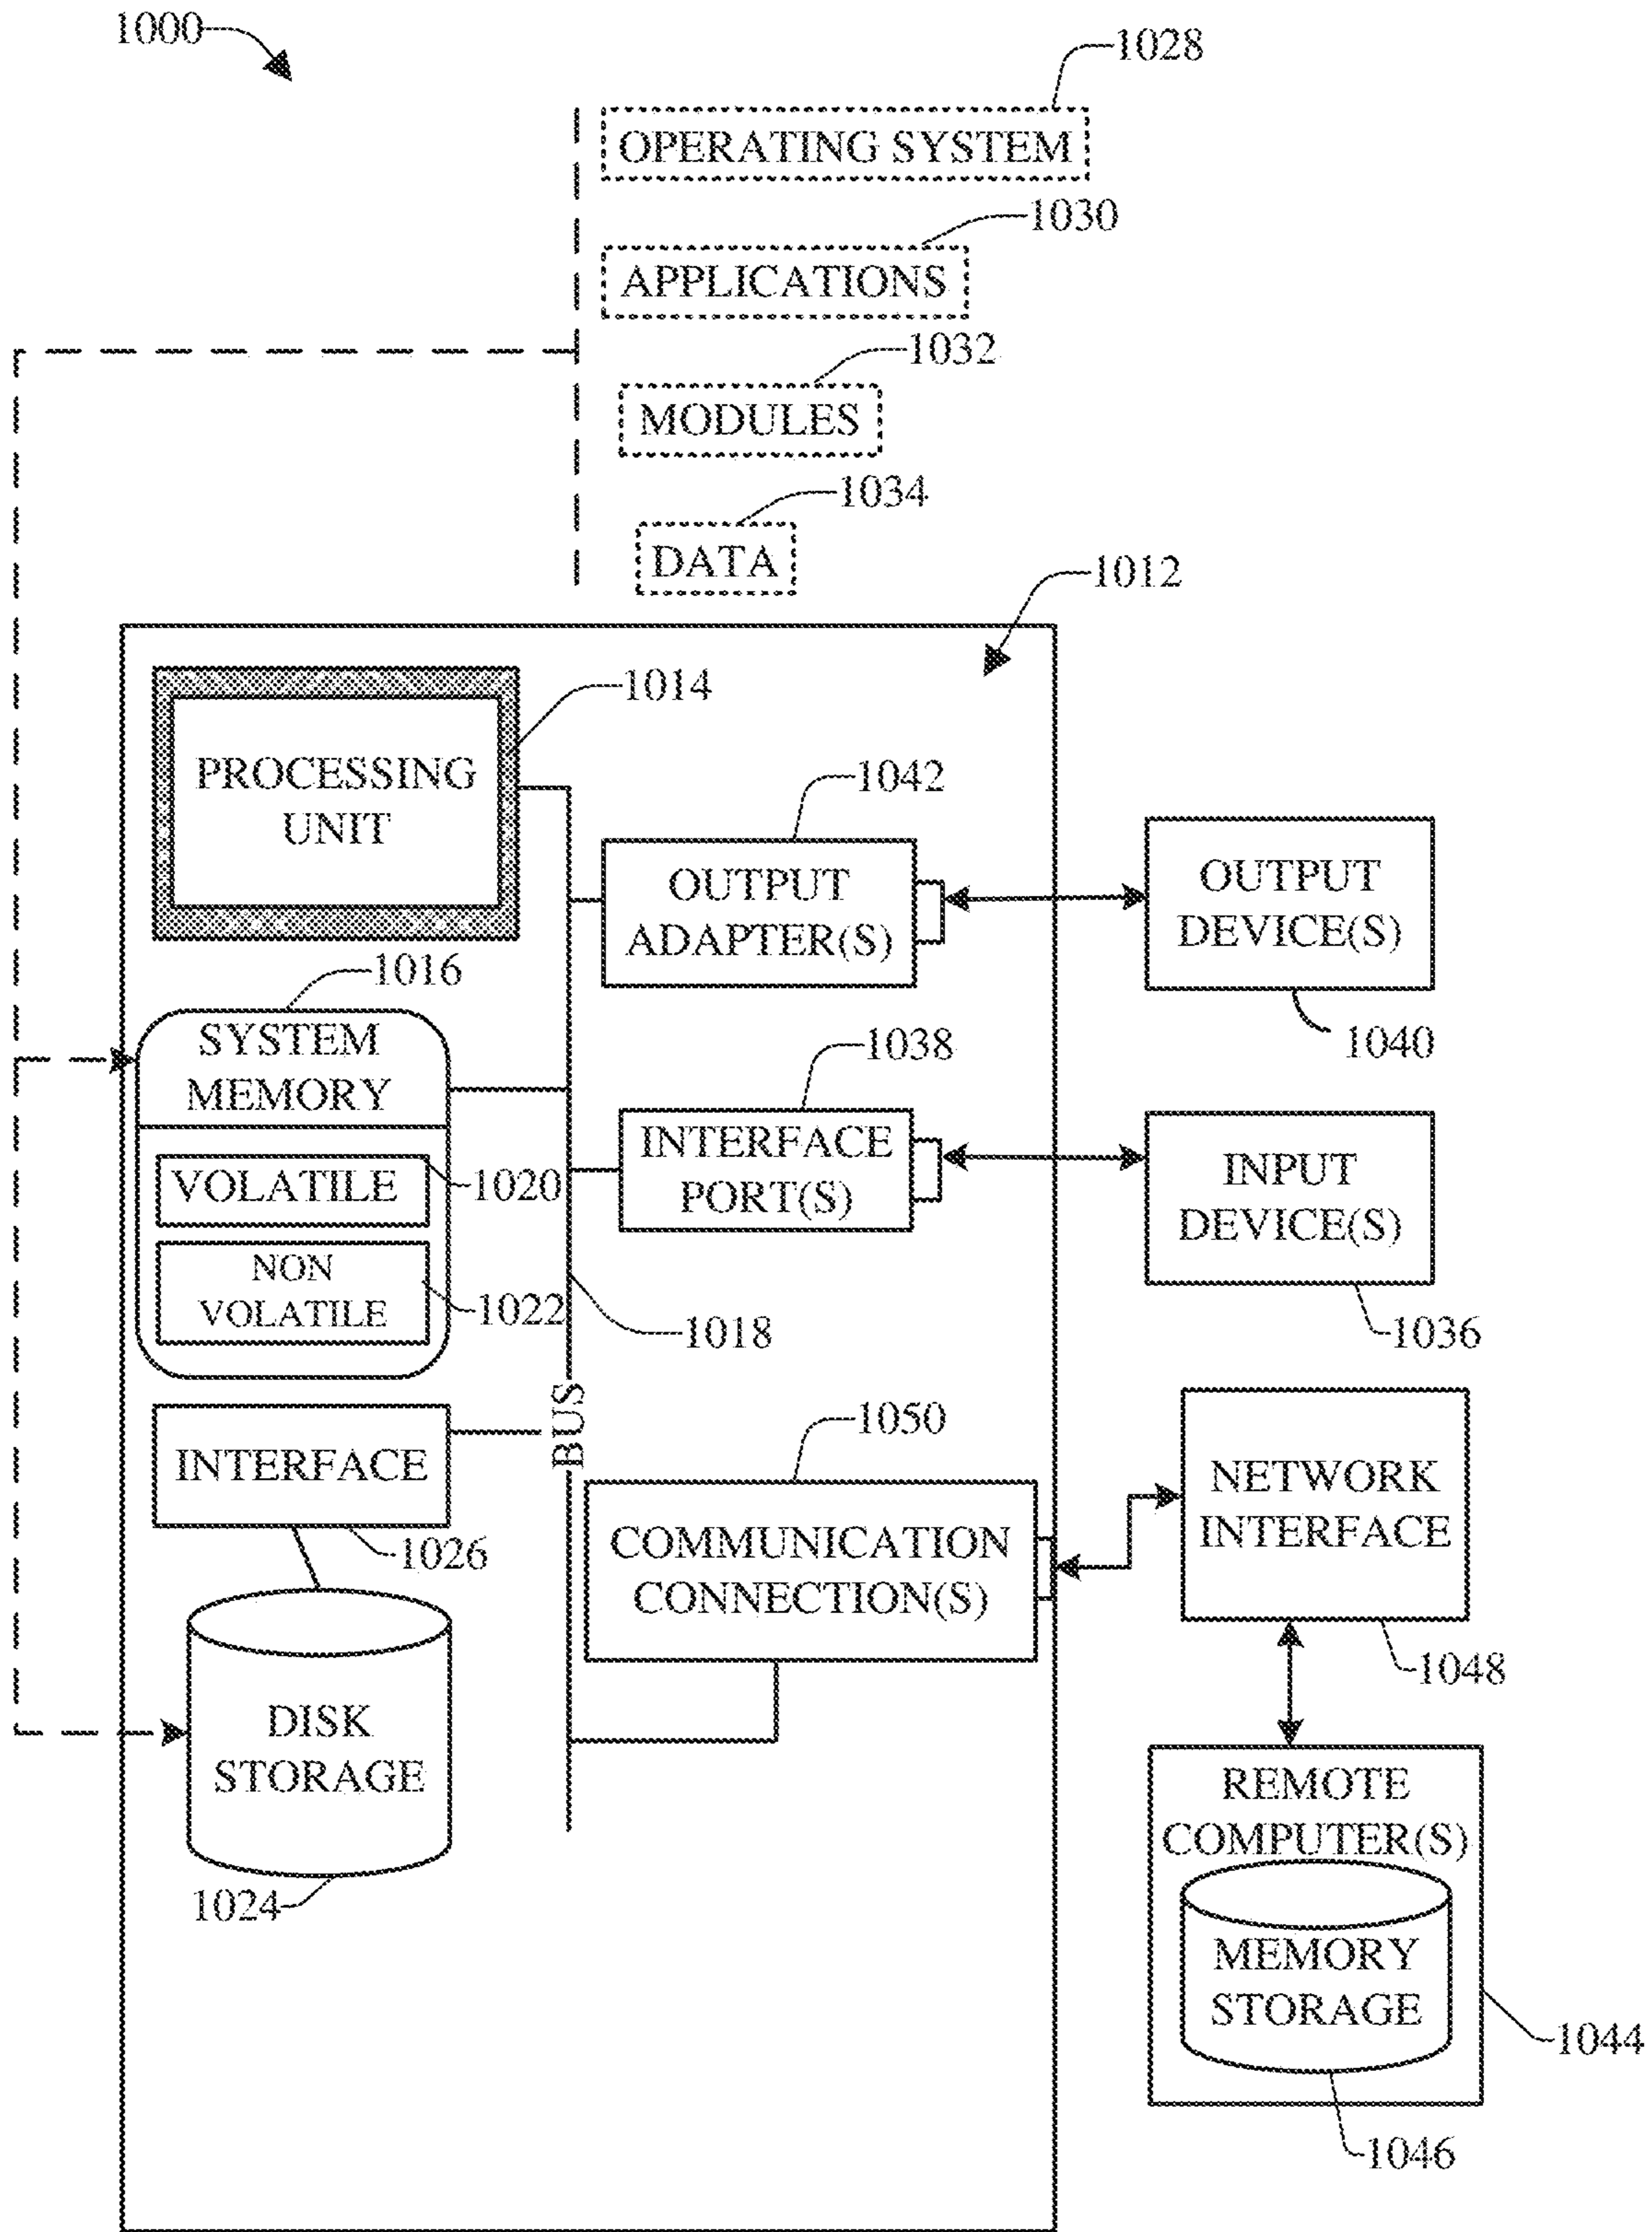 1000
1028
OPERATING SYSTEM
1030
APPLICATIONS
1032
MODULES
1034
DATA
1012
1014
PROCESSING
UNIT
1042
OUTPUT
ADAPTER(S)
OUTPUT
DEVICE(S)
1040
1016
SYSTEM
MEMORY
1038
INTERFACE
PORT(S)
INPUT
DEVICE(S)
1036
VOLATILE
1020
NON
VOLATILE
1022
1018
BUS
INTERFACE
1026
1050
COMMUNICATION
CONNECTION(S)
NETWORK
INTERFACE
1048
DISK
STORAGE
1024
REMOTE
COMPUTER(S)
MEMORY
STORAGE
1044
1046